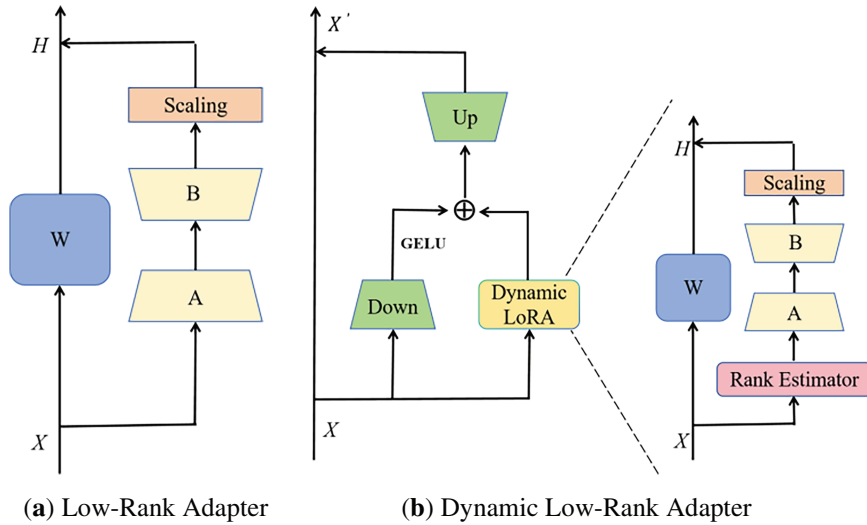 H
Scaling
B
W
A
X
(a) Low-Rank Adapter
X'
Up
GELU
Down
Dynamic
LoRA
X
H
Scaling
B
W
A
Rank Estimator
X
(b) Dynamic Low-Rank Adapter